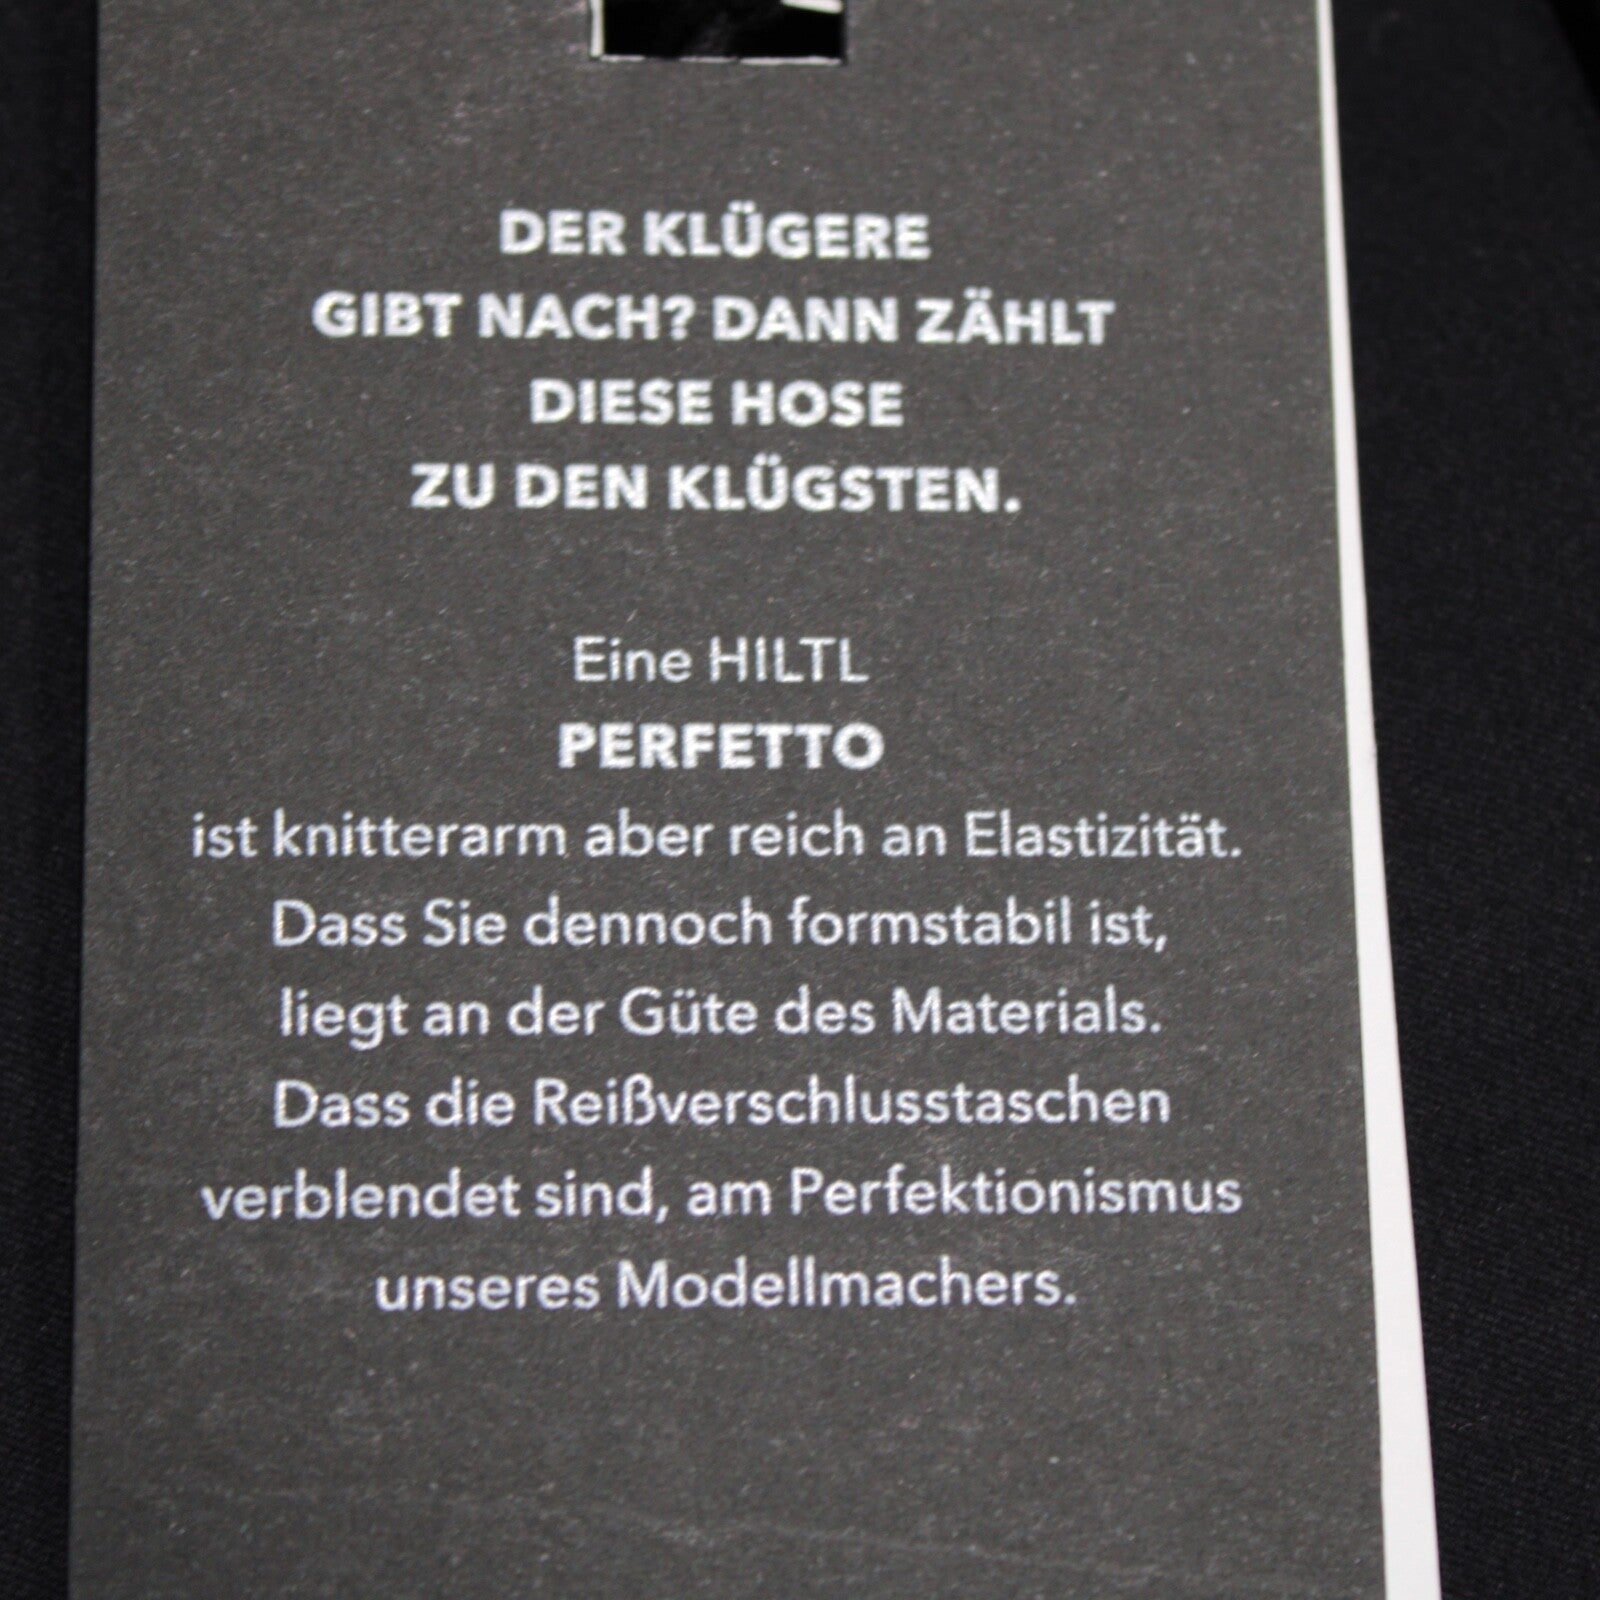 DER KLÜGERE
GIBT NACH? DANN ZÄHLT
DIESE HOSE
ZU DEN KLÜGSTEN.
Eine HILTL
PERFETTO
ist knitterarm aber reich an Elastizität.
Dass Sie dennoch formstabil ist,
liegt an der Güte des Materials.
Dass die Reißverschlusstaschen
verblendet sind, am Perfektionismus
unseres Modellmachers.